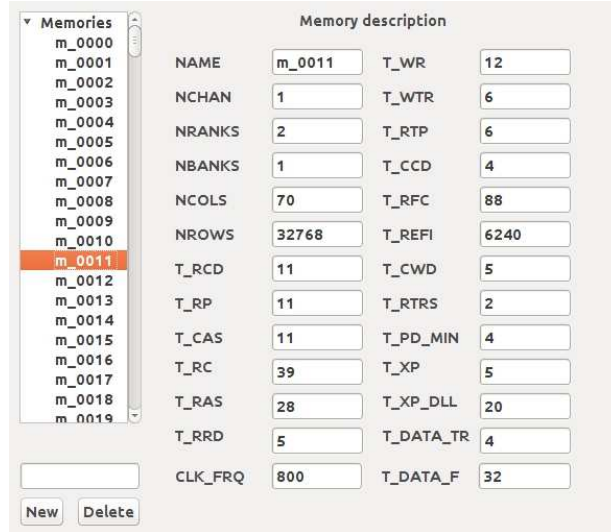 Memories
m_0000
m_0001
m_0002
m_0003
m_0004
m_0005
m_0006
m_0007
m_0008
m_0009
m_0010
m_0011
m_0012
m_0013
m_0014
m_0015
m_0016
m_0017
m_0018
m_0019
New Delete
Memory description
NAME m_0011 T_WR 12
NCHAN 1 T_WTR 6
NRANKS 2 T_RTP 6
NBANKS 1 T_CCD 4
NCOLS 70 T_RFC 88
NROWS 32768 T_REFI 6240
T_RCD 11 T_CWD 5
T_RP 11 T_RTRS 2
T_CAS 11 T_PD_MIN 4
T_RC 39 T_XP 5
T_RAS 28 T_XP_DLL 20
T_RRD 5 T_DATA_TR 4
CLK_FRQ 800 T_DATA_F 32